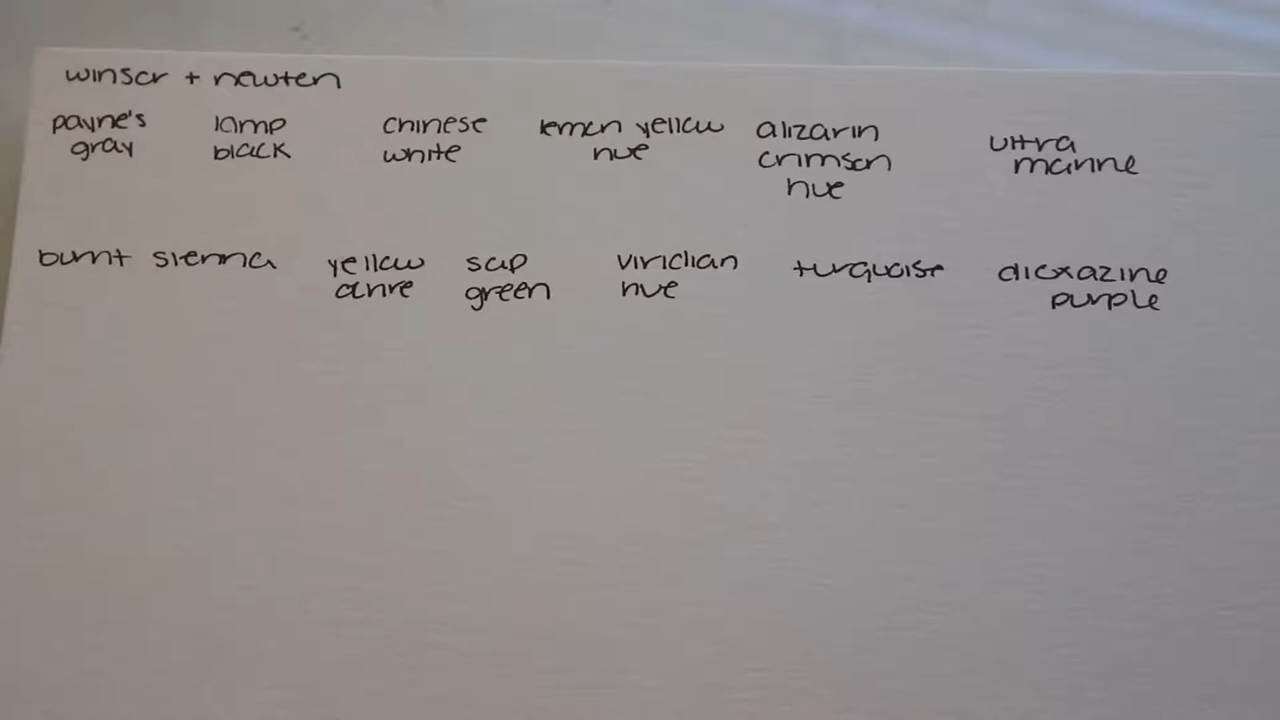 winsor + newton
payne's gray
lamp black
chinese white
lemon yellow hue
alizarin crimson hue
ultra marine
burnt sienna
yellow ochre
sap green
viridian hue
turquoise
dioxazine purple